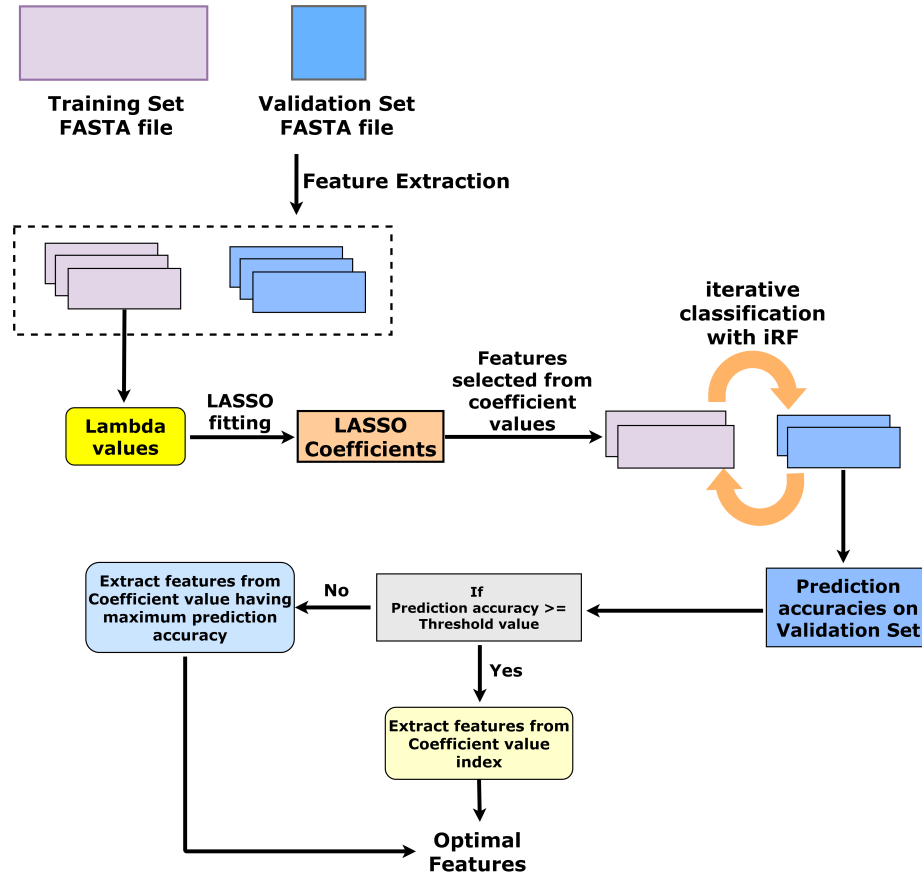 Training Set
FASTA file
Validation Set
FASTA file
Feature Extraction
iterative
classification
with iRF
Features
selected from
coefficient
values
LASSO
fitting
Lambda
values
LASSO
Coefficients
Extract features from
Coefficient value having
maximum prediction
accuracy
No
If
Prediction accuracy >=
Threshold value
Prediction
accuracies on
Validation Set
Yes
Extract features from
Coefficient value
index
Optimal
Features